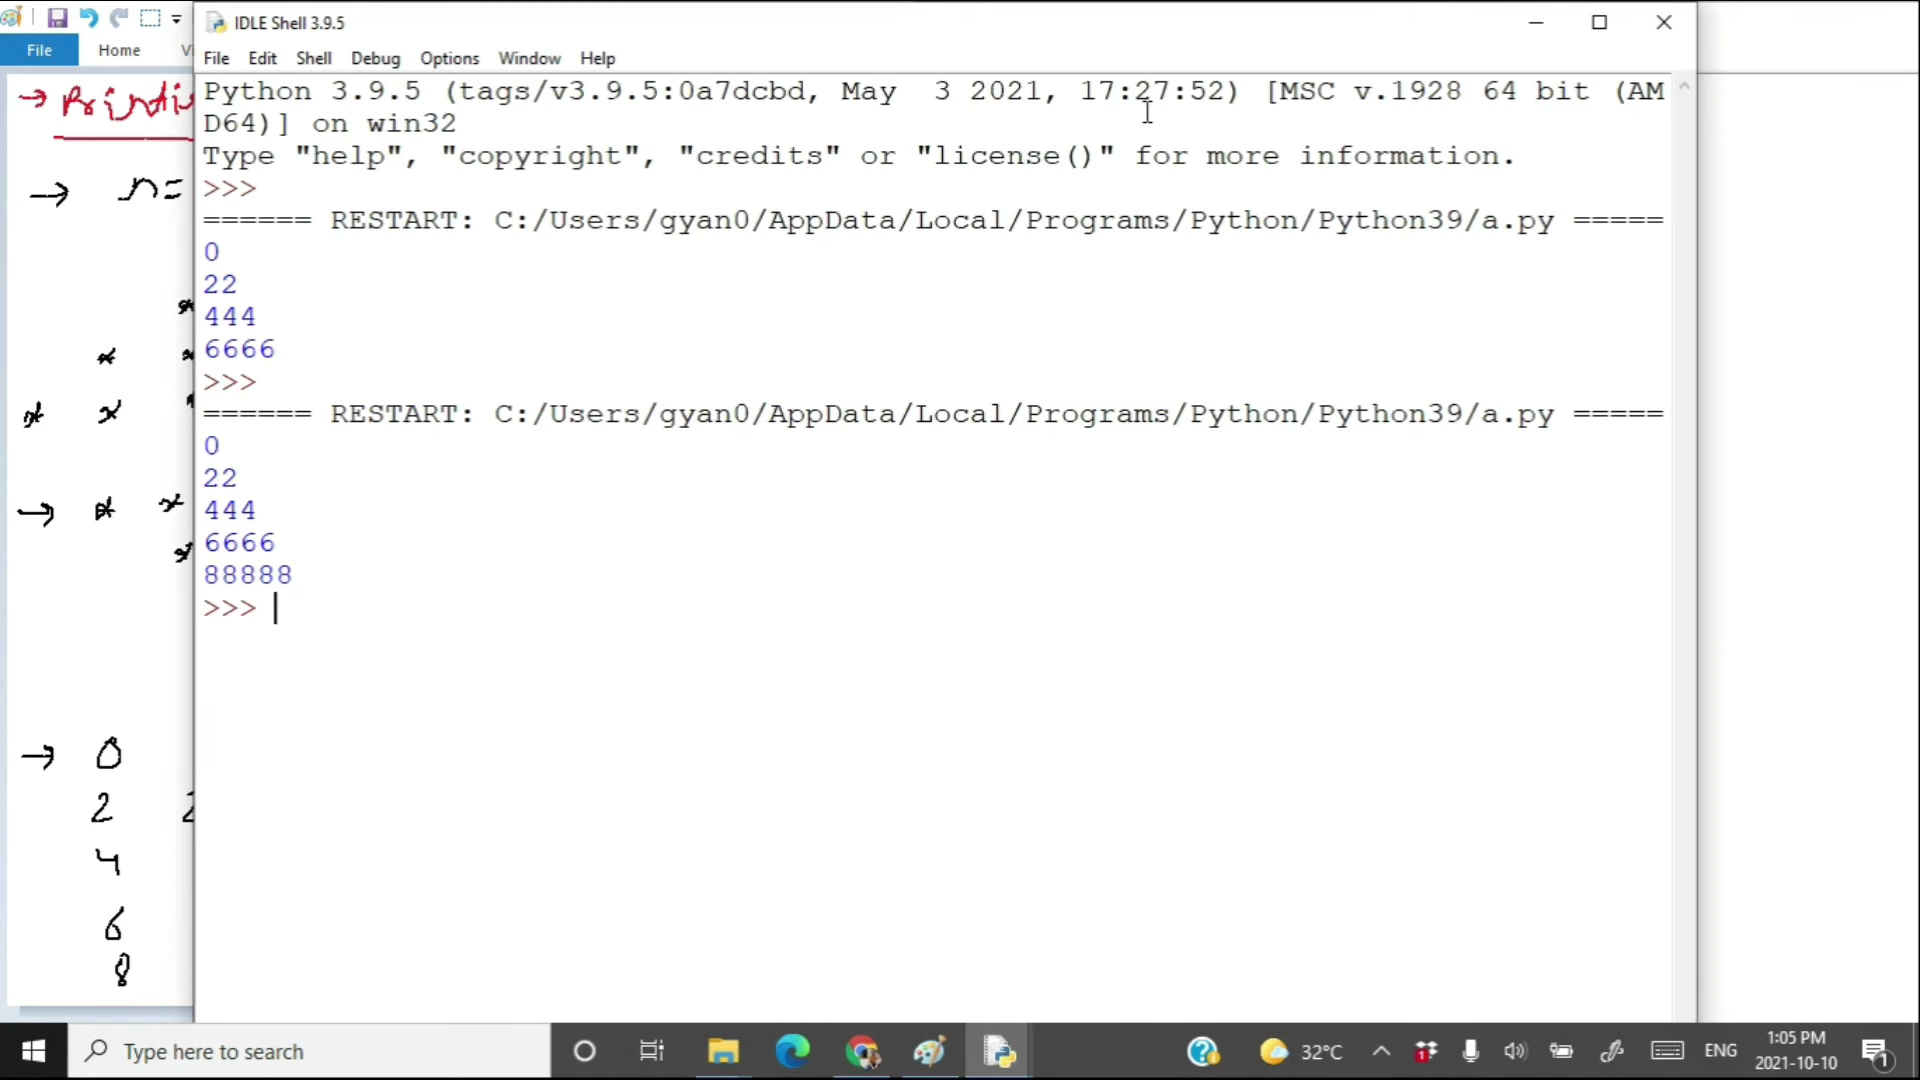 IDLE Shell 3.9.5
File Home
File Edit Shell Debug Options Window Help
Python 3.9.5 (tags/v3.9.5:0a7dcbd, May  3 2021, 17:27:52) [MSC v.1928 64 bit (AM
D64)] on win32
Type "help", "copyright", "credits" or "license()" for more information.
>>>
====== RESTART: C:/Users/gyan0/AppData/Local/Programs/Python/Python39/a.py =====
0
22
444
6666
>>>
====== RESTART: C:/Users/gyan0/AppData/Local/Programs/Python/Python39/a.py =====
0
22
444
6666
88888
>>>
→ n=
* 
* *
* * *
→ * *
*
→ 0
2 2
4
6
8
Type here to search
32°C
ENG
1:05 PM
2021-10-10
1
1